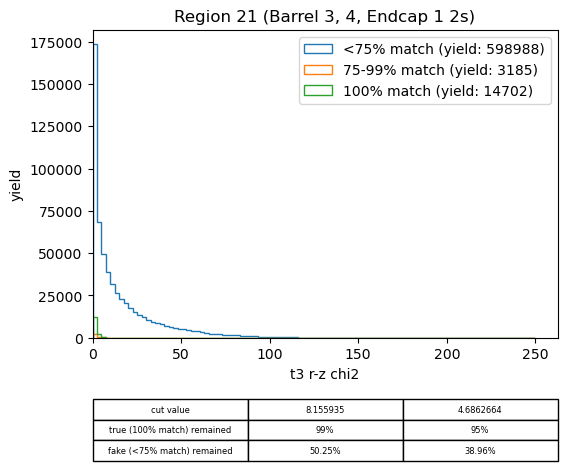 Region 21 (Barrel 3, 4, Endcap 1 2s)
<75% match (yield: 598988)
75-99% match (yield: 3185)
100% match (yield: 14702)
175000
150000
125000
100000
75000
50000
25000
0
yield
0 50 100 150 200 250
t3 r-z chi2
cut value 8.155935 4.6862664
true (100% match) remained 99% 95%
fake (<75% match) remained 50.25% 38.96%